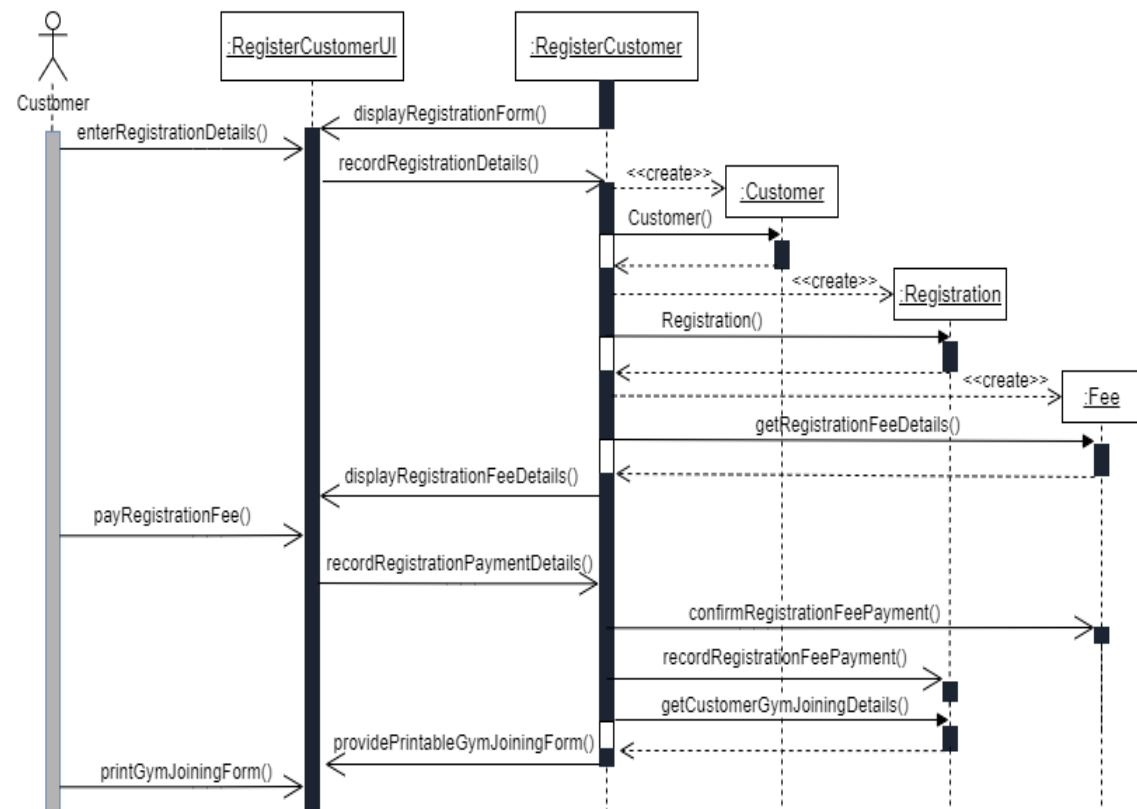 :RegisterCustomerUI
:RegisterCustomer
Customer
displayRegistrationForm()
enterRegistrationDetails()
recordRegistrationDetails()
<<create>>
:Customer
Customer()
<<create>>
:Registration
Registration()
<<create>>
:Fee
getRegistrationFeeDetails()
displayRegistrationFeeDetails()
payRegistrationFee()
recordRegistrationPaymentDetails()
confirmRegistrationFeePayment()
recordRegistrationFeePayment()
getCustomerGymJoiningDetails()
providePrintableGymJoiningForm()
printGymJoiningForm()